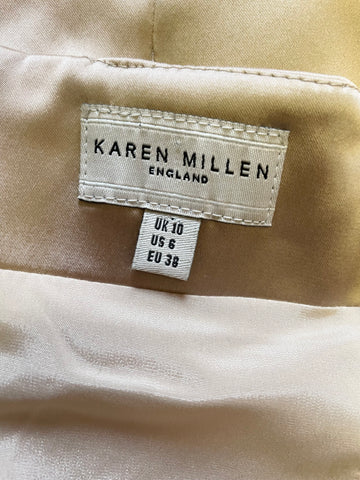 KAREN MILLEN
ENGLAND
UK 10
US 6
EU 38